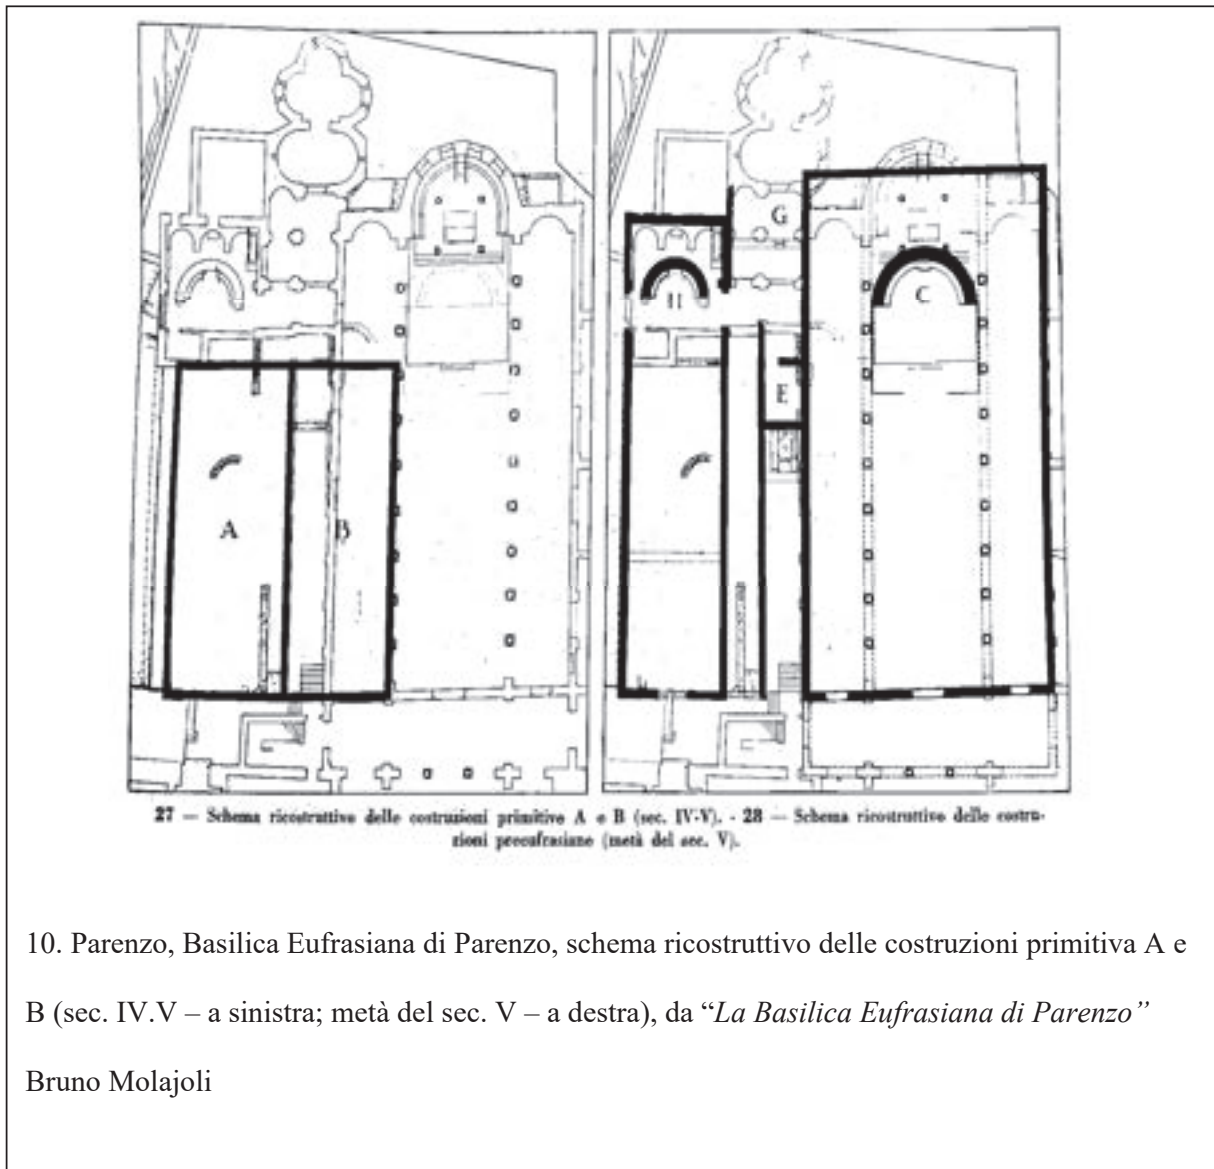 A
B
G
H
C
E
27 — Schema ricostruttivo delle costruzioni primitive A e B (sec. IV-V). - 28 — Schema ricostruttivo delle costru-
zioni preeufrasiane (metà del sec. V).
10. Parenzo, Basilica Eufrasiana di Parenzo, schema ricostruttivo delle costruzioni primitiva A e
B (sec. IV.V – a sinistra; metà del sec. V – a destra), da “La Basilica Eufrasiana di Parenzo”
Bruno Molajoli